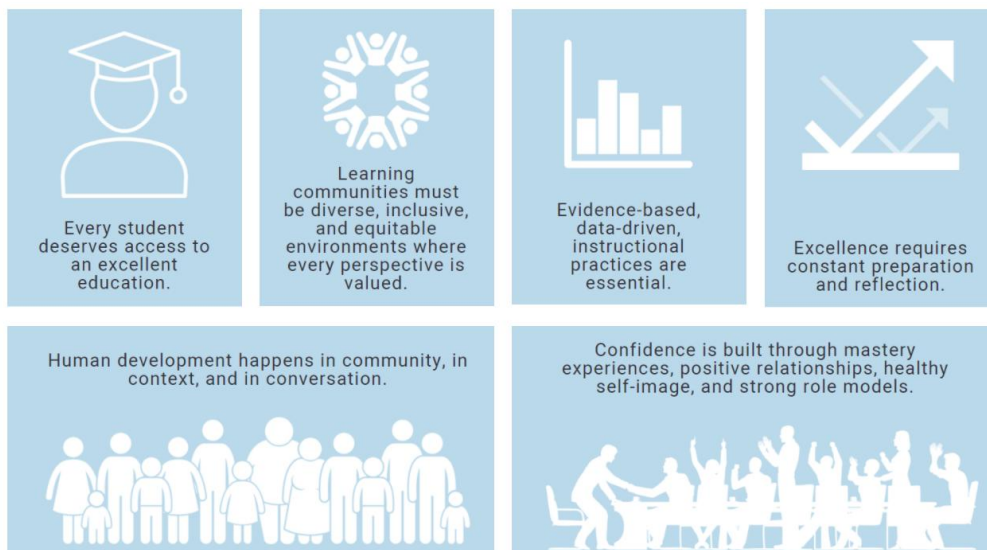 Every student
deserves access to
an excellent
education.
Learning
communities must
be diverse, inclusive,
and equitable
environments where
every perspective is
valued.
Evidence-based,
data-driven,
instructional
practices are
essential.
Excellence requires
constant preparation
and reflection.
Human development happens in community, in
context, and in conversation.
Confidence is built through mastery
experiences, positive relationships, healthy
self-image, and strong role models.